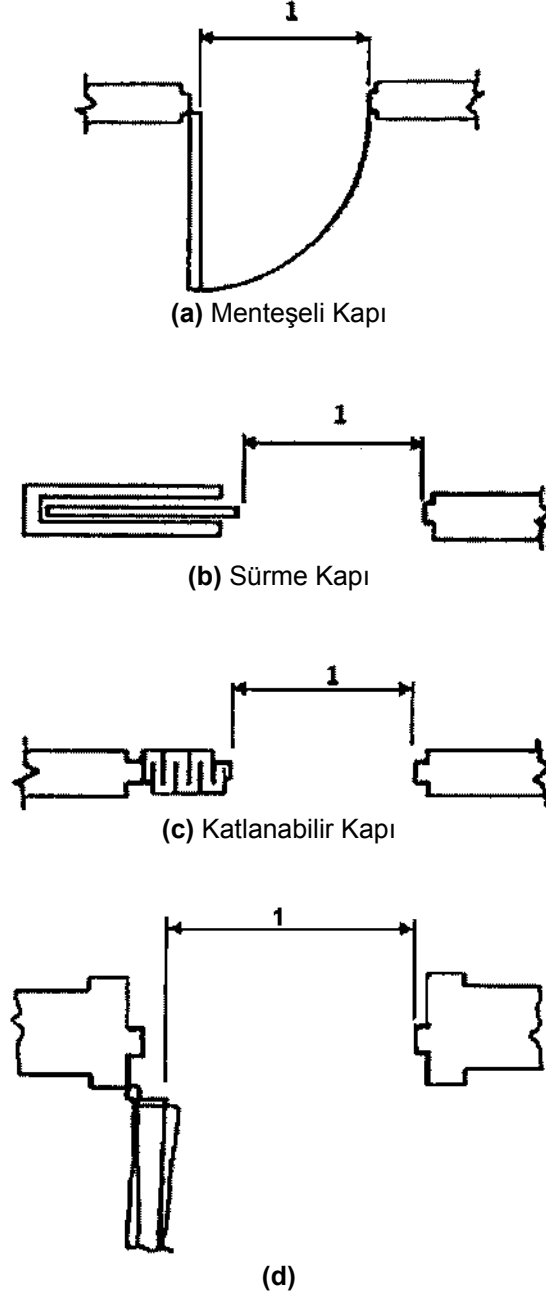 1
(a) Menteşeli Kapı
1
(b) Sürme Kapı
1
(c) Katlanabilir Kapı
1
(d)